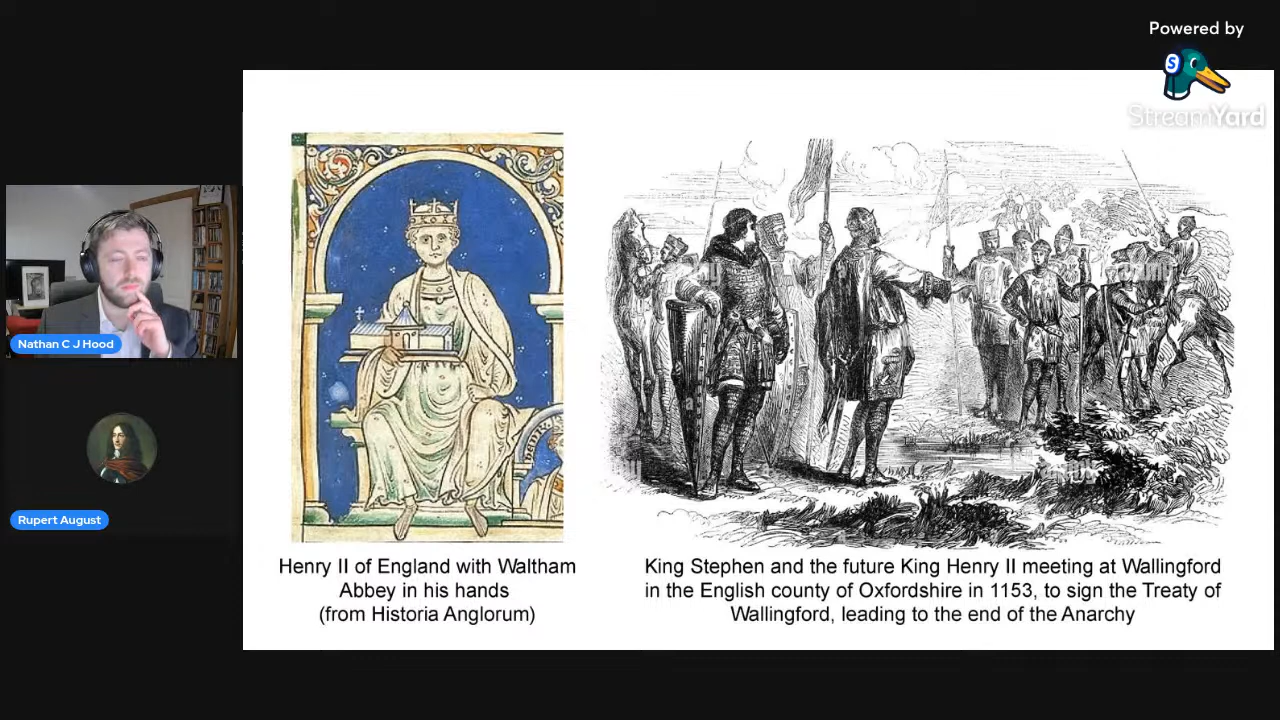 Powered by
S
StreamYard
Nathan C J Hood
Rupert August
Henry II of England with Waltham
Abbey in his hands
(from Historia Anglorum)
King Stephen and the future King Henry II meeting at Wallingford
in the English county of Oxfordshire in 1153, to sign the Treaty of
Wallingford, leading to the end of the Anarchy